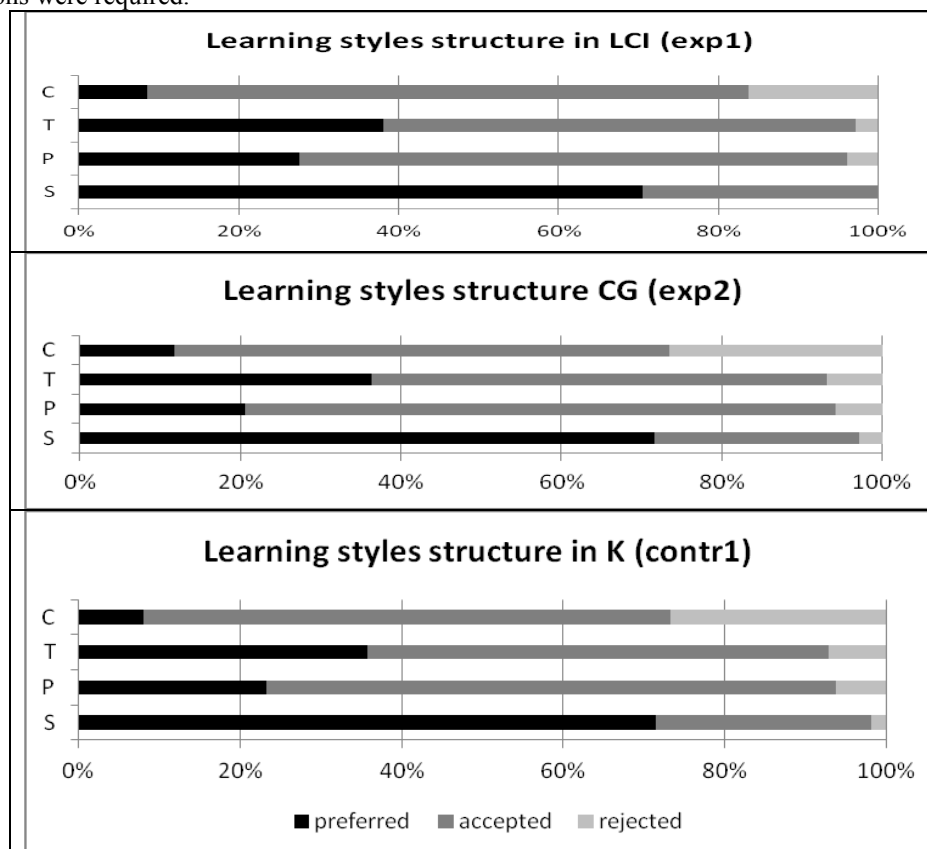 ons were required.
Learning styles structure in LCI (exp1)
C
T
P
S
0% 20% 40% 60% 80% 100%
Learning styles structure CG (exp2)
C
T
P
S
0% 20% 40% 60% 80% 100%
Learning styles structure in K (contr1)
C
T
P
S
0% 20% 40% 60% 80% 100%
preferred accepted rejected